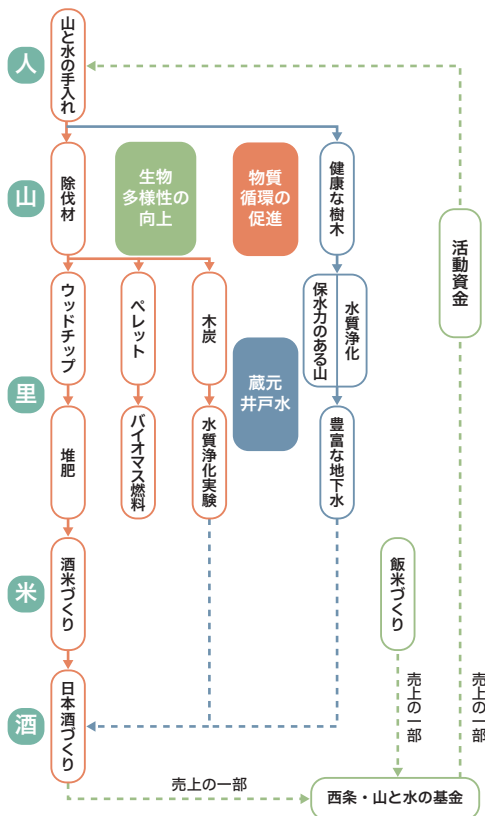 人
山と水の手入れ
山
除伐材
生物
多様性の
向上
物質
循環の
促進
健康な樹木
活動資金
里
ウッドチップ
ペレット
木炭
水質浄化
保水力のある山
蔵元
井戸水
堆肥
バイオマス燃料
水質浄化実験
豊富な地下水
米
酒米づくり
飯米づくり
酒
日本酒づくり
売上の一部
売上の一部
売上の一部
西条・山と水の基金